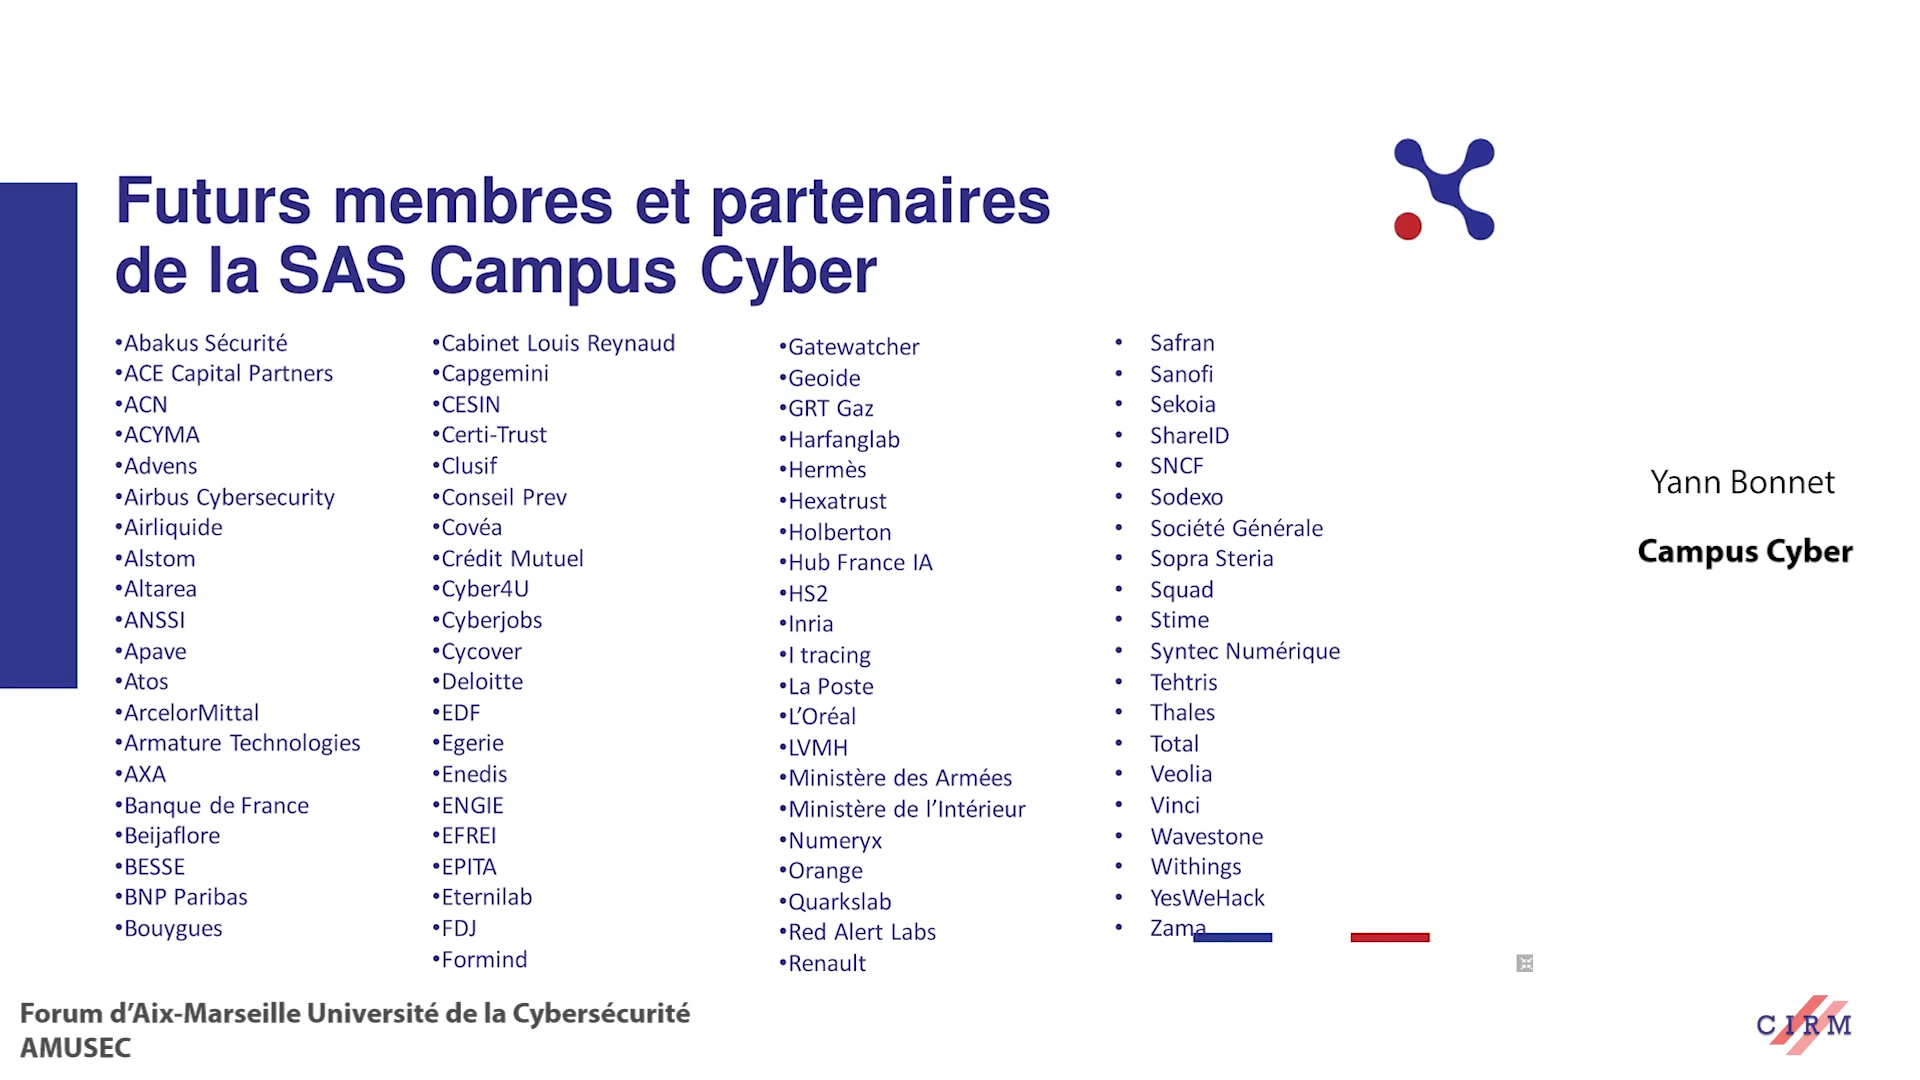 Futurs membres et partenaires
de la SAS Campus Cyber
•Abakus Sécurité
•ACE Capital Partners
•ACN
•ACYMA
•Advens
•Airbus Cybersecurity
•Airliquide
•Alstom
•Altarea
•ANSSI
•Apave
•Atos
•ArcelorMittal
•Armature Technologies
•AXA
•Banque de France
•Beijaflore
•BESSE
•BNP Paribas
•Bouygues
•Cabinet Louis Reynaud
•Capgemini
•CESIN
•Certi-Trust
•Clusif
•Conseil Prev
•Covéa
•Crédit Mutuel
•Cyber4U
•Cyberjobs
•Cycover
•Deloitte
•EDF
•Egerie
•Enedis
•ENGIE
•EFREI
•EPITA
•Eternilab
•FDJ
•Formind
•Gatewatcher
•Geoide
•GRT Gaz
•Harfanglab
•Hermès
•Hexatrust
•Holberton
•Hub France IA
•HS2
•Inria
•I tracing
•La Poste
•L’Oréal
•LVMH
•Ministère des Armées
•Ministère de l’Intérieur
•Numeryx
•Orange
•Quarkslab
•Red Alert Labs
•Renault
• Safran
• Sanofi
• Sekoia
• ShareID
• SNCF
• Sodexo
• Société Générale
• Sopra Steria
• Squad
• Stime
• Syntec Numérique
• Tehtris
• Thales
• Total
• Veolia
• Vinci
• Wavestone
• Withings
• YesWeHack
• Zama
Yann Bonnet
Campus Cyber
Forum d’Aix-Marseille Université de la Cybersécurité
AMUSEC
CIRM